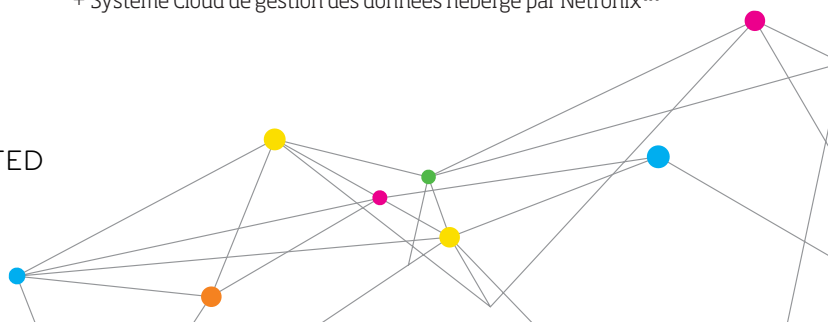 + Système Cloud de gestion des données hébergé par Netronix
TED